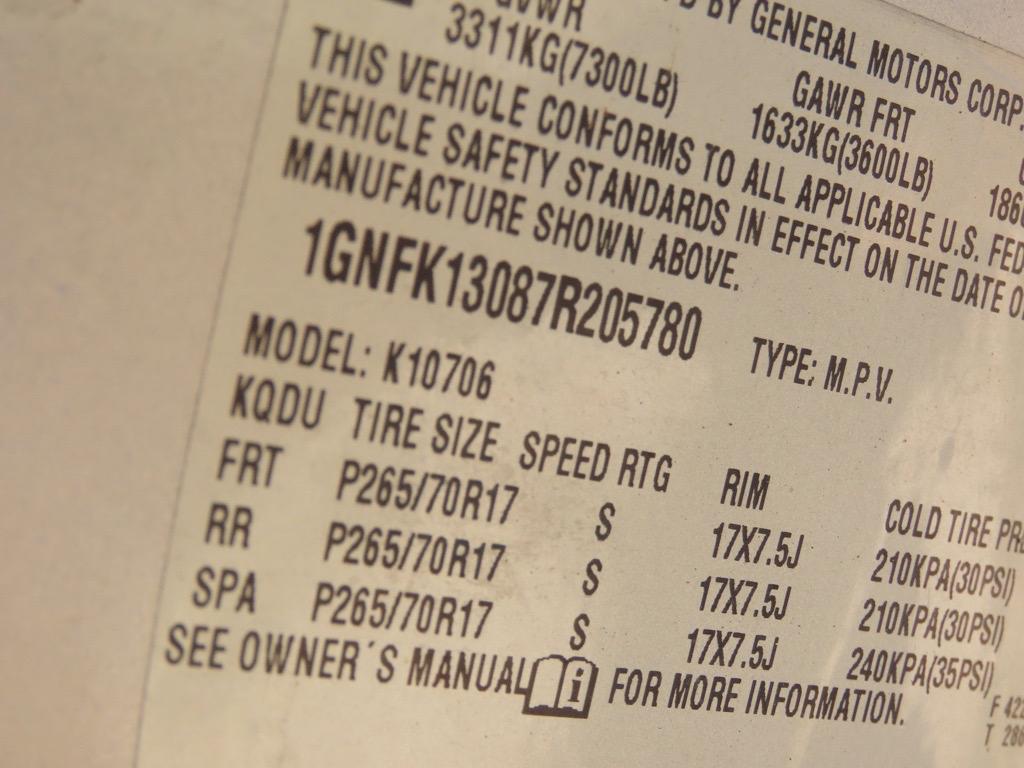 GVWR
BY GENERAL MOTORS CORP.
3311KG(7300LB)
GAWR FRT
1633KG(3600LB)
THIS VEHICLE CONFORMS TO ALL APPLICABLE U.S. FED
VEHICLE SAFETY STANDARDS IN EFFECT ON THE DATE O
MANUFACTURE SHOWN ABOVE.
1GNFK13087R205780 TYPE: M.P.V.
MODEL: K10706
KQDU TIRE SIZE SPEED RTG RIM COLD TIRE PR
FRT P265/70R17 S 17X7.5J 210KPA(30PSI)
RR P265/70R17 S 17X7.5J 210KPA(30PSI)
SPA P265/70R17 S 17X7.5J 240KPA(35PSI)
SEE OWNER´S MANUAL i FOR MORE INFORMATION.